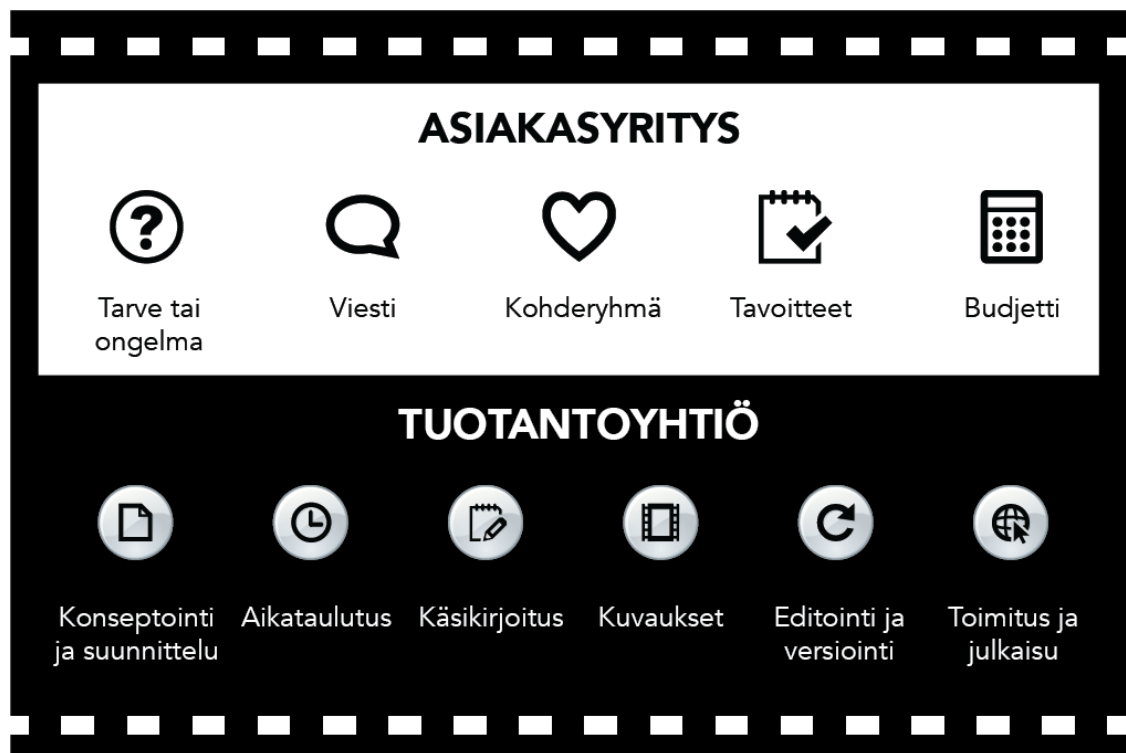 ASIAKASYRITYS
Tarve tai
ongelma
Viesti
Kohderyhmä
Tavoitteet
Budjetti
TUOTANTOYHTIÖ
Konseptointi
ja suunnittelu
Aikataulutus
Käsikirjoitus
Kuvaukset
Editointi ja
versiointi
Toimitus ja
julkaisu